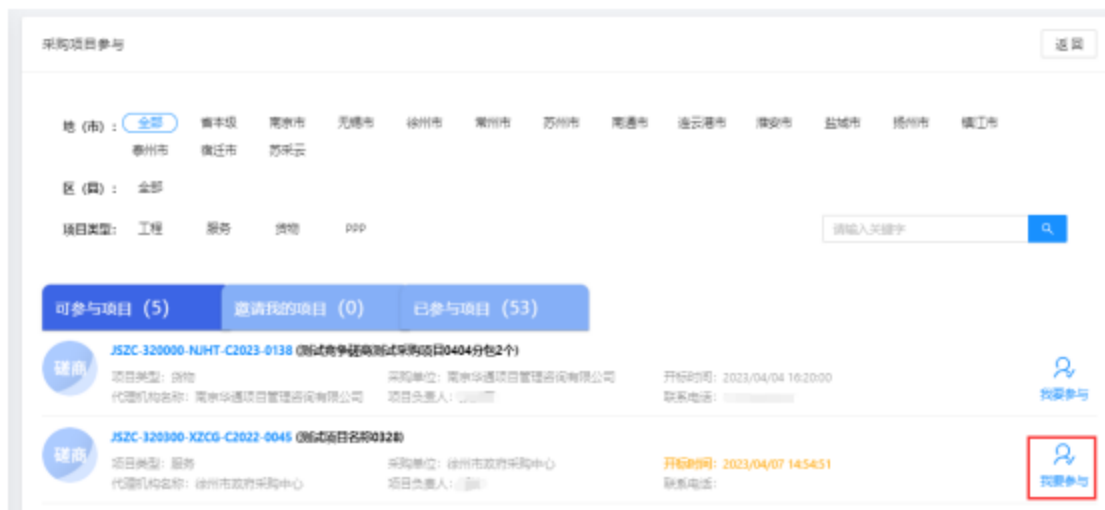 采购项目参与
返回
地（市）: 全部 省本级 南京市 无锡市 徐州市 常州市 苏州市 南通市 连云港市 淮安市 盐城市 扬州市 镇江市
泰州市 宿迁市 苏采云
区（县）: 全部
项目类型: 工程 服务 货物 PPP
请输入关键字
可参与项目 (5) 邀请我的项目 (0) 已参与项目 (53)
磋商
JSZC-320000-NJHT-C2023-0138 (测试竞争磋商测试采购项目0404分包2个)
项目类型: 货物 采购单位: 南京华通项目管理咨询有限公司 开标时间: 2023/04/04 16:20:00
代理机构名称: 南京华通项目管理咨询有限公司 项目负责人: 联系电话:
我要参与
磋商
JSZC-320300-XZCG-C2022-0045 (测试项目名称0328)
项目类型: 服务 采购单位: 徐州市政府采购中心 开标时间: 2023/04/07 14:54:51
代理机构名称: 徐州市政府采购中心 项目负责人: 联系电话:
我要参与